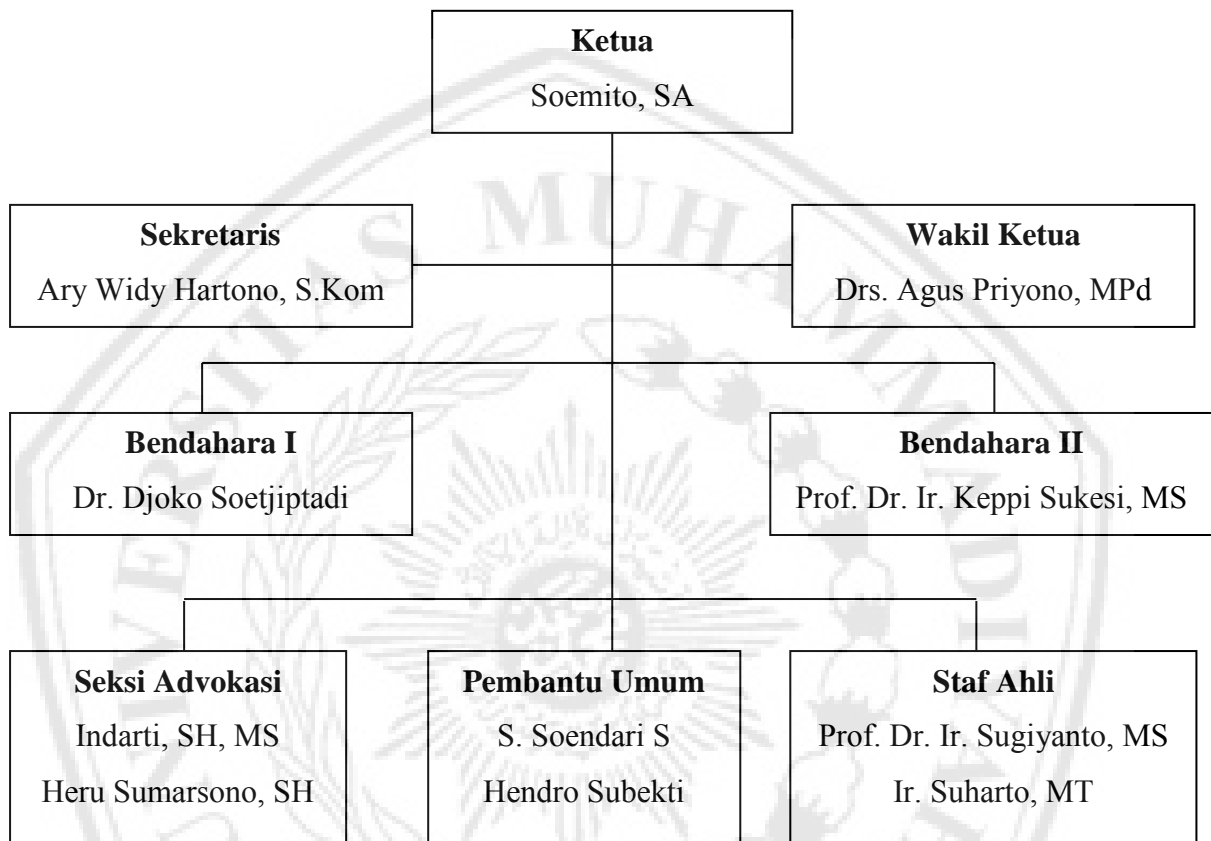 Ketua
Soemito, SA
Sekretaris
Ary Widy Hartono, S.Kom
Wakil Ketua
Drs. Agus Priyono, MPd
Bendahara I
Dr. Djoko Soetjiptadi
Bendahara II
Prof. Dr. Ir. Keppi Sukesi, MS
Seksi Advokasi
Indarti, SH, MS
Heru Sumarsono, SH
Pembantu Umum
S. Soendari S
Hendro Subekti
Staf Ahli
Prof. Dr. Ir. Sugiyanto, MS
Ir. Suharto, MT